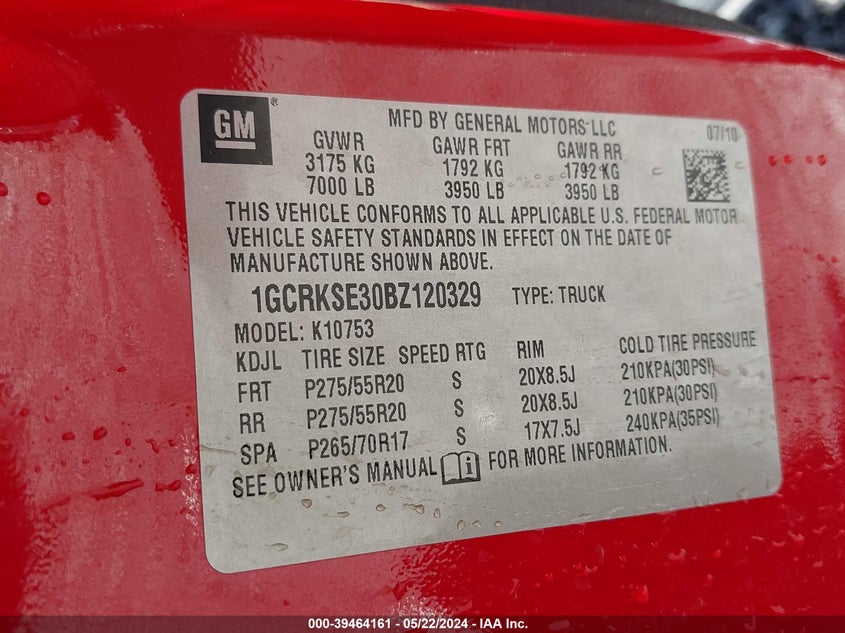 GM®
MFD BY GENERAL MOTORS LLC 07/10
GVWR GAWR FRT GAWR RR
3175 KG 1792 KG 1792 KG
7000 LB 3950 LB 3950 LB
THIS VEHICLE CONFORMS TO ALL APPLICABLE U.S. FEDERAL MOTOR
VEHICLE SAFETY STANDARDS IN EFFECT ON THE DATE OF
MANUFACTURE SHOWN ABOVE.
1GCRKSE30BZ120329 TYPE: TRUCK
MODEL: K10753
KDJL TIRE SIZE SPEED RTG RIM COLD TIRE PRESSURE
FRT P275/55R20 S 20X8.5J 210KPA(30PSI)
RR P275/55R20 S 20X8.5J 210KPA(30PSI)
SPA P265/70R17 S 17X7.5J 240KPA(35PSI)
SEE OWNER'S MANUAL FOR MORE INFORMATION.
000-39464161 - 05/22/2024 - IAA Inc.